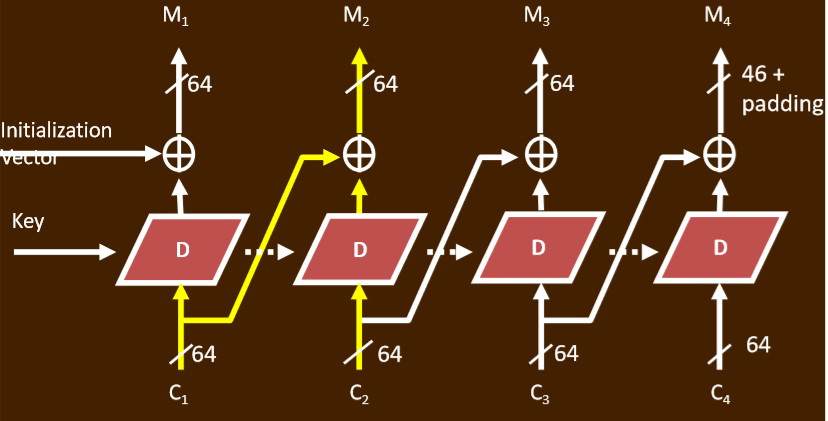 M₁ M₂ M₃ M₄
64 64 64 46 +
padding
Initialization
Vector
Key
D D D D
64 64 64 64
C₁ C₂ C₃ C₄